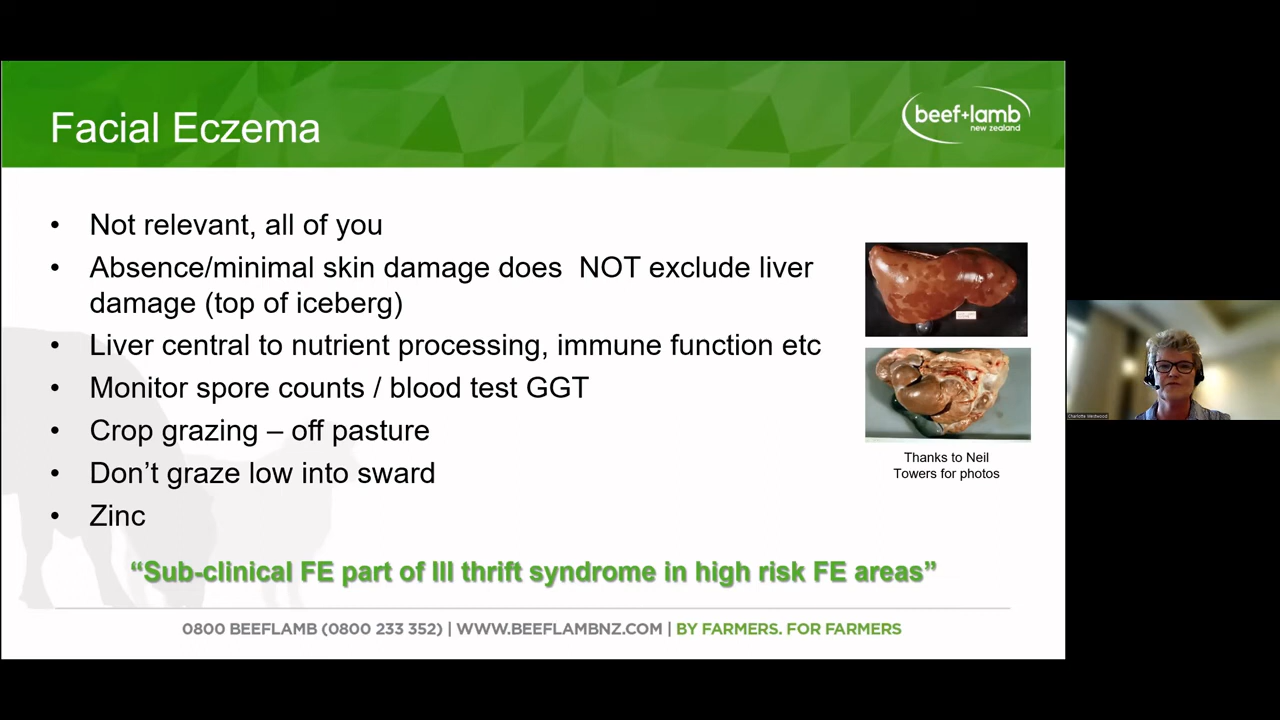 Facial Eczema
beef+lamb
new zealand
• Not relevant, all of you
• Absence/minimal skin damage does  NOT exclude liver
damage (top of iceberg)
• Liver central to nutrient processing, immune function etc
• Monitor spore counts / blood test GGT
• Crop grazing – off pasture
• Don’t graze low into sward
• Zinc
Thanks to Neil
Towers for photos
“Sub-clinical FE part of Ill thrift syndrome in high risk FE areas”
0800 BEEFLAMB (0800 233 352) | WWW.BEEFLAMBNZ.COM | BY FARMERS. FOR FARMERS
Charlotte Westwood